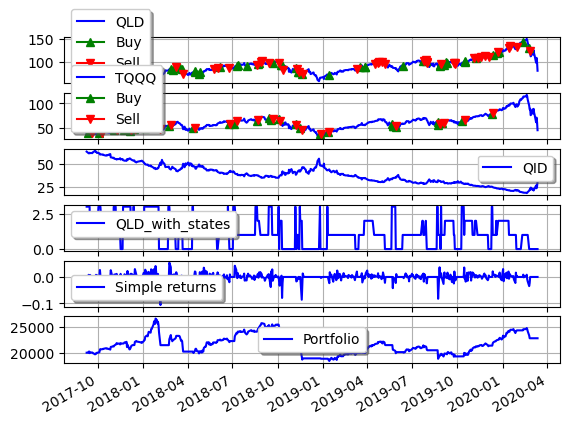 QLD
Buy
Sell
150
100
TQQQ
Buy
Sell
100
50
QID
50
25
QLD_with_states
2.5
0.0
Simple returns
0.0
−0.1
Portfolio
25000
20000
2017-10 2018-01 2018-04 2018-07 2018-10 2019-01 2019-04 2019-07 2019-10 2020-01 2020-04